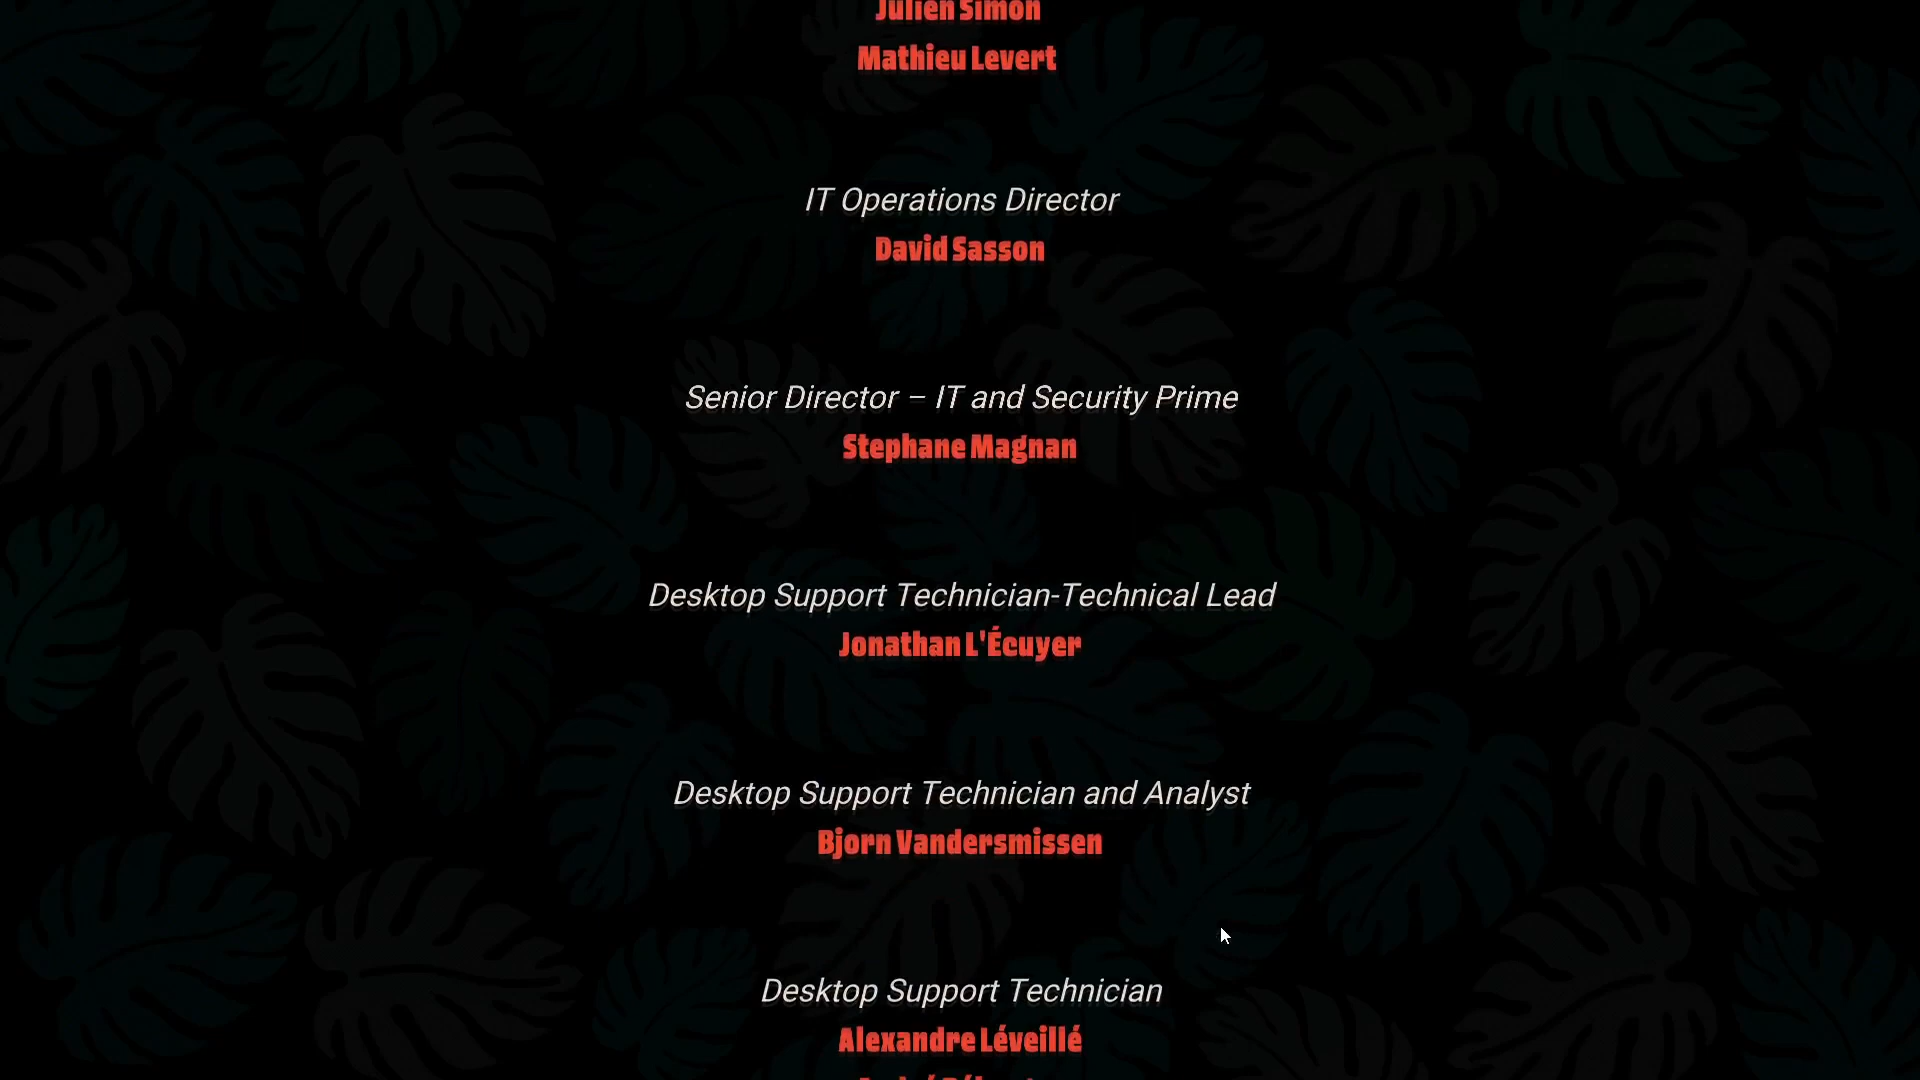 Julien Simon
Mathieu Levert
IT Operations Director
David Sasson
Senior Director – IT and Security Prime
Stephane Magnan
Desktop Support Technician-Technical Lead
Jonathan L'Écuyer
Desktop Support Technician and Analyst
Bjorn Vandersmissen
Desktop Support Technician
Alexandre Léveillé